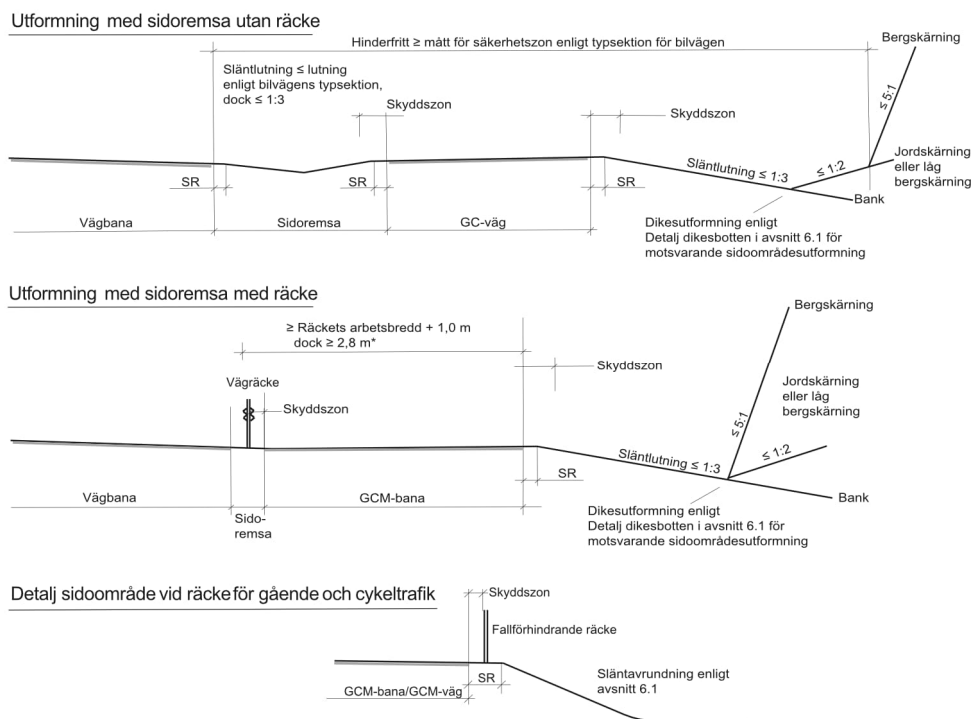 Utformning med sidoremsa utan räcke
Hinderfritt ≥ mått för säkerhetszon enligt typsektion för bilvägen
Bergskärning
Släntlutning ≤ lutning
enligt bilvägens typsektion,
dock ≤ 1:3
Skyddszon
Skyddszon
≤ 5:1
Jordskärning
eller låg
bergskärning
Släntlutning ≤ 1:3
≤ 1:2
SR
SR
SR
Bank
Vägbana
Sidoremsa
GC-väg
Dikesutformning enligt
Detalj dikesbotten i avsnitt 6.1 för
motsvarande sidoområdesutformning
Utformning med sidoremsa med räcke
Bergskärning
≥ Räckets arbetsbredd + 1,0 m
dock ≥ 2,8 m*
Skyddszon
Vägräcke
Skyddszon
Jordskärning
eller låg
bergskärning
≤ 5:1
≤ 1:2
Släntlutning ≤ 1:3
SR
Vägbana
GCM-bana
Bank
Sido-
remsa
Dikesutformning enligt
Detalj dikesbotten i avsnitt 6.1 för
motsvarande sidoområdesutformning
Detalj sidoområde vid räcke för gående och cykeltrafik
Skyddszon
Fallförhindrande räcke
Släntavrundning enligt
avsnitt 6.1
SR
GCM-bana/GCM-väg